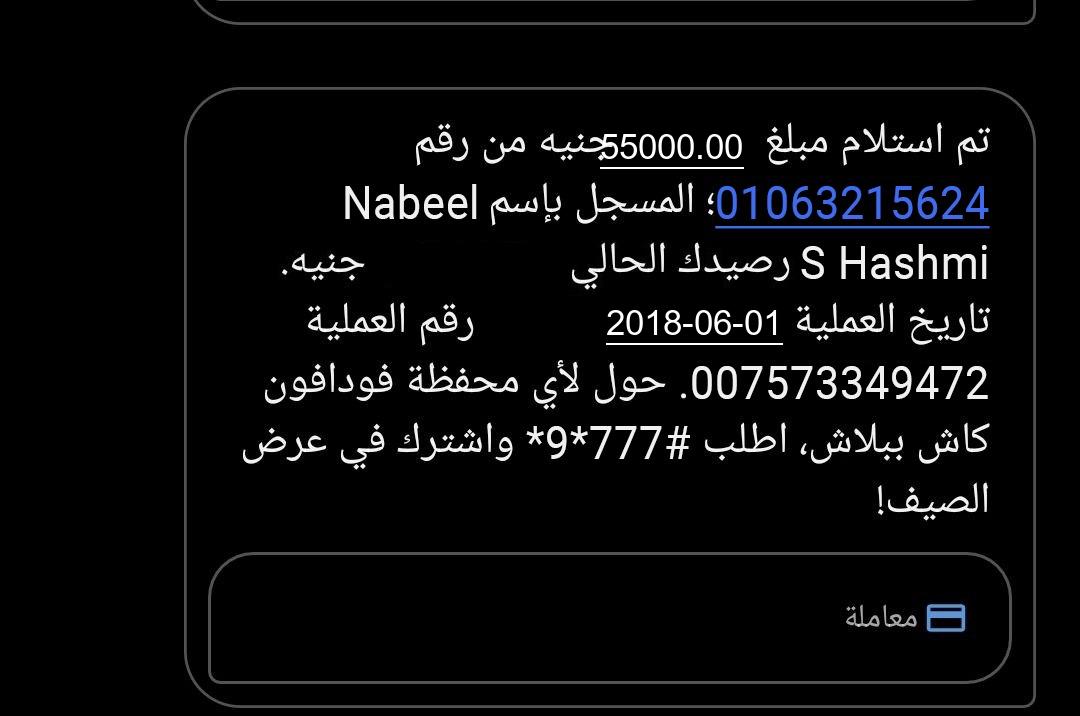 تم استلام مبلغ 55000.00 جنيه من رقم
01063215624؛ المسجل بإسم Nabeel
S Hashmi رصيدك الحالي جنيه.
تاريخ العملية 2018-06-01 رقم العملية
007573349472. حول لأي محفظة فودافون
كاش ببلاش، اطلب #777*9* واشترك في عرض
الصيف!
معاملة